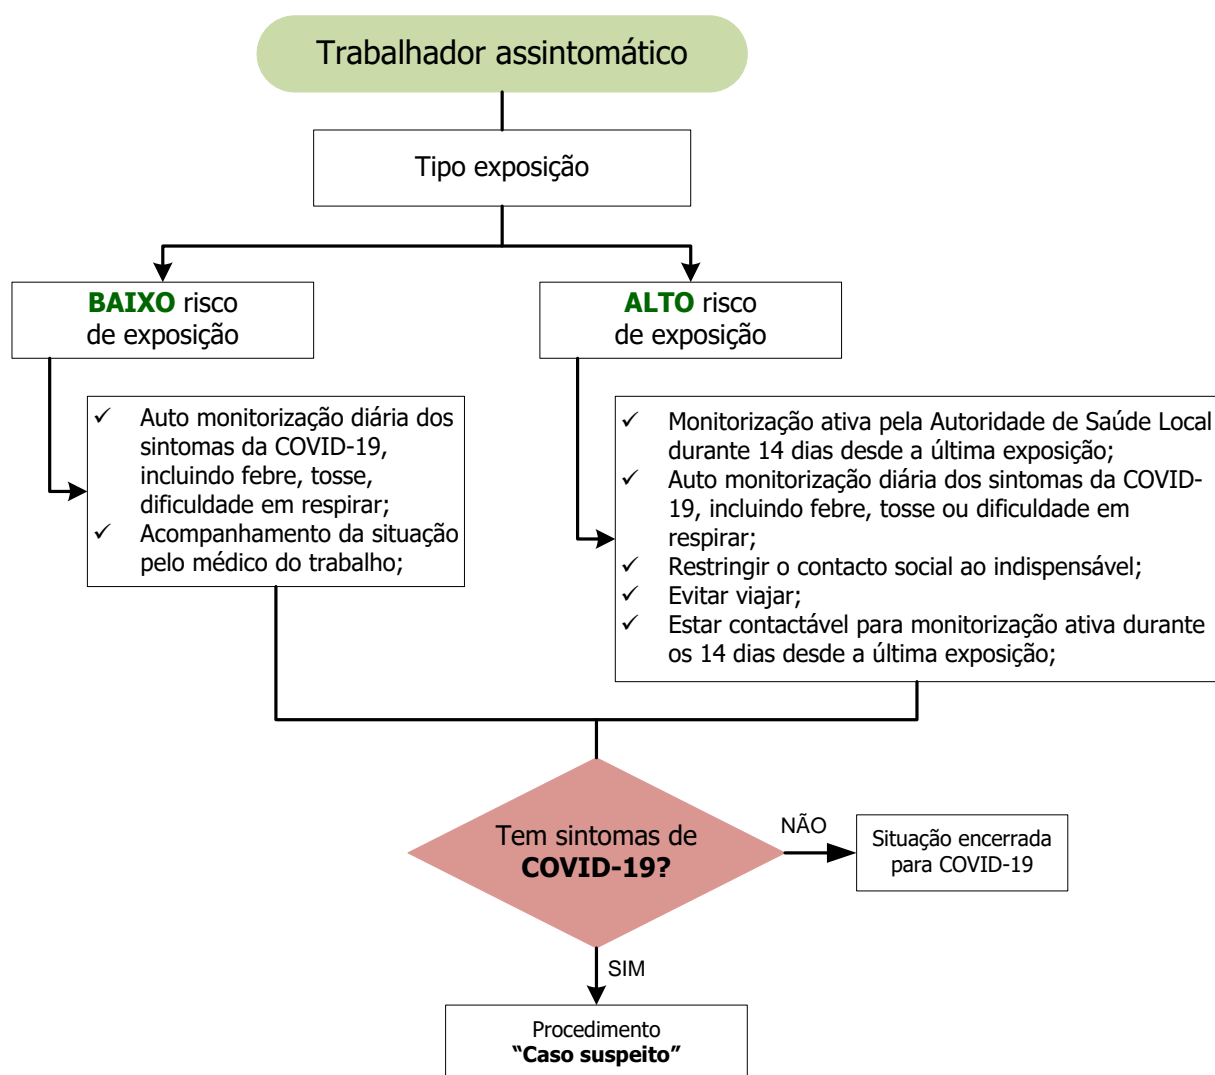 Trabalhador assintomático
Tipo exposição
BAIXO risco
de exposição
ALTO risco
de exposição
✓ Auto monitorização diária dos
sintomas da COVID-19,
incluindo febre, tosse,
dificuldade em respirar;
✓ Acompanhamento da situação
pelo médico do trabalho;
✓ Monitorização ativa pela Autoridade de Saúde Local
durante 14 dias desde a última exposição;
✓ Auto monitorização diária dos sintomas da COVID-
19, incluindo febre, tosse ou dificuldade em
respirar;
✓ Restringir o contacto social ao indispensável;
✓ Evitar viajar;
✓ Estar contactável para monitorização ativa durante
os 14 dias desde a última exposição;
Tem sintomas de
COVID-19?
NÃO
Situação encerrada
para COVID-19
SIM
Procedimento
“Caso suspeito”